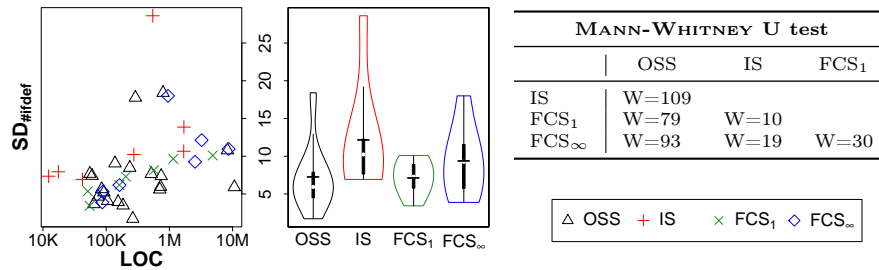 SD#ifdef
25
20
15
10
5
10K 100K 1M 10M
LOC
OSS IS FCS1 FCS∞
MANN-WHITNEY U test
OSS IS FCS1
IS W=109
FCS1 W=79 W=10
FCS∞ W=93 W=19 W=30
OSS IS FCS1 FCS∞